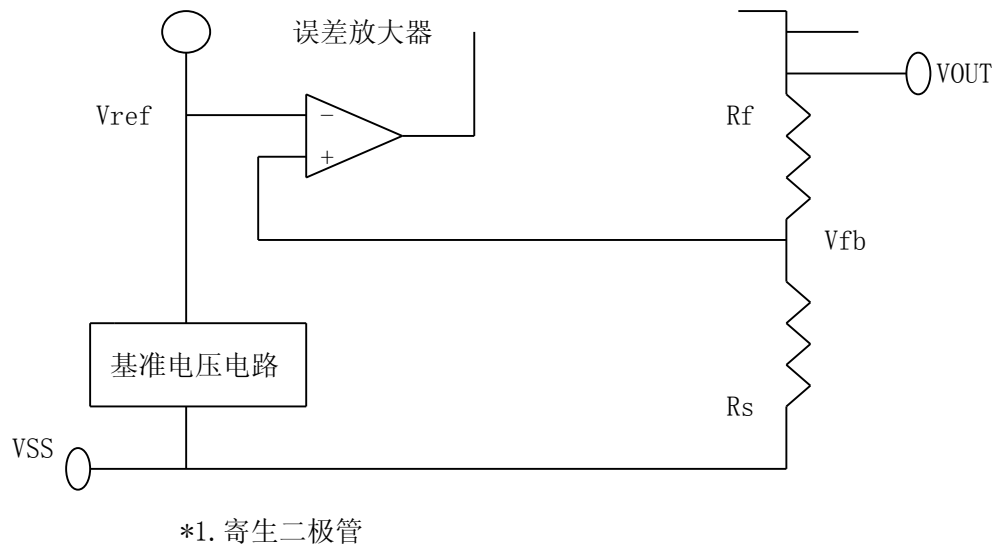 误差放大器
VOUT
Vref
Rf
−
+
Vfb
基准电压电路
Rs
VSS
*1.寄生二极管